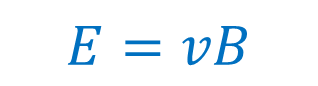 E = vB